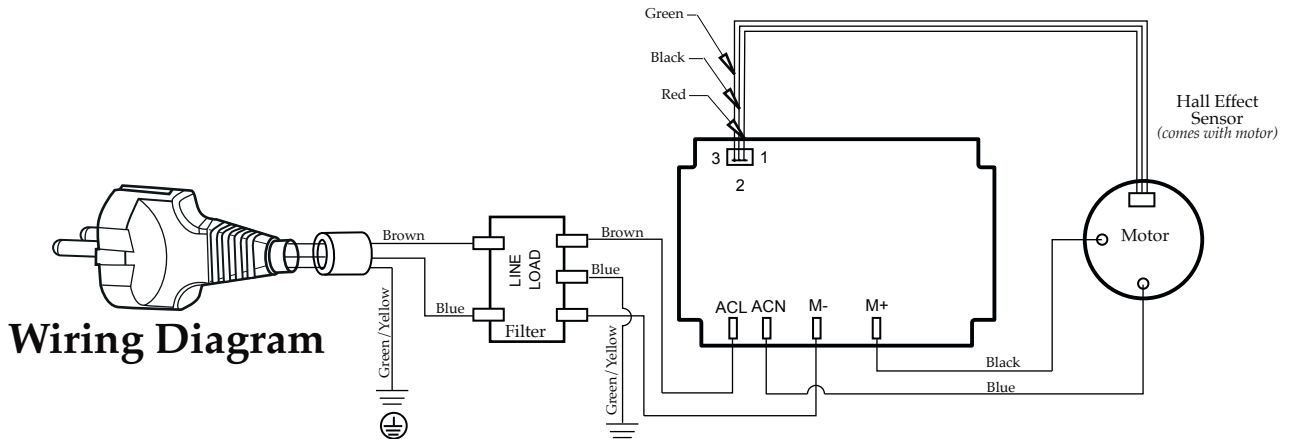 Green
Black
Red
3
1
2
Hall Effect
Sensor
(comes with motor)
Motor
Brown
Blue
Green/Yellow
LINE
LOAD
Filter
Brown
Blue
Green/Yellow
ACL
ACN
M-
M+
Black
Blue
Wiring Diagram